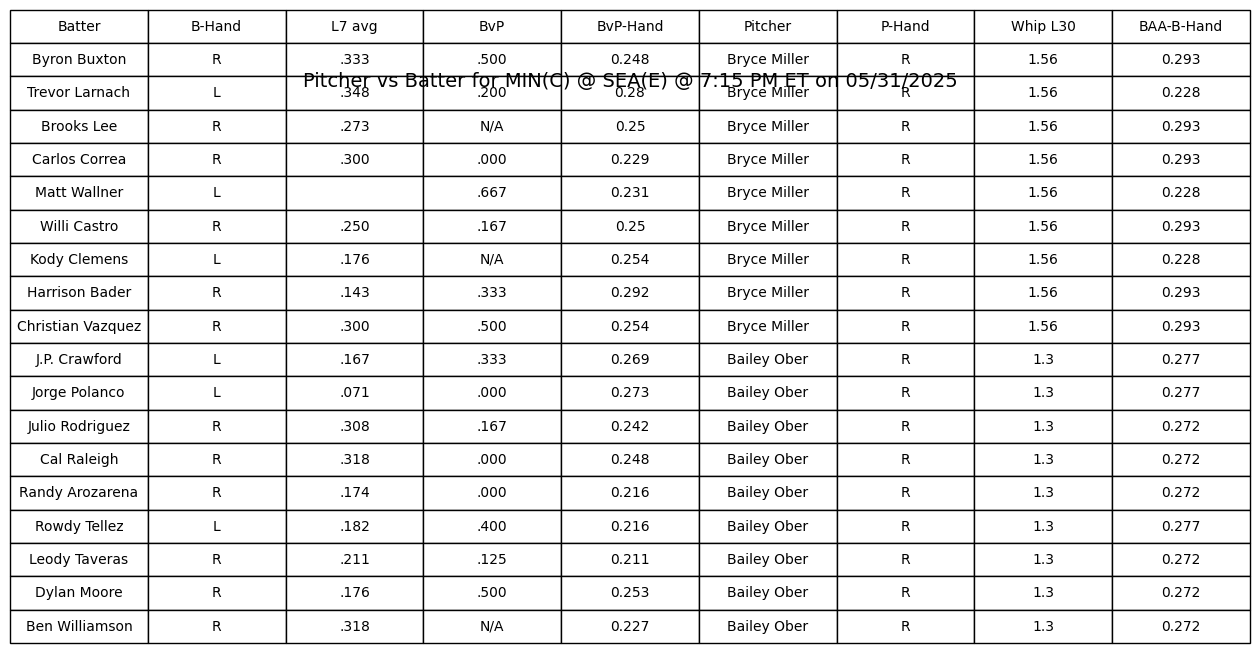 Batter B-Hand L7 avg BvP BvP-Hand Pitcher P-Hand Whip L30 BAA-B-Hand
Byron Buxton R .333 .500 0.248 Bryce Miller R 1.56 0.293
Pitcher vs Batter for MIN(C) @ SEA(E) @ 7:15 PM ET on 05/31/2025
Trevor Larnach L .348 .200 0.28 Bryce Miller R 1.56 0.228
Brooks Lee R .273 N/A 0.25 Bryce Miller R 1.56 0.293
Carlos Correa R .300 .000 0.229 Bryce Miller R 1.56 0.293
Matt Wallner L .667 0.231 Bryce Miller R 1.56 0.228
Willi Castro R .250 .167 0.25 Bryce Miller R 1.56 0.293
Kody Clemens L .176 N/A 0.254 Bryce Miller R 1.56 0.228
Harrison Bader R .143 .333 0.292 Bryce Miller R 1.56 0.293
Christian Vazquez R .300 .500 0.254 Bryce Miller R 1.56 0.293
J.P. Crawford L .167 .333 0.269 Bailey Ober R 1.3 0.277
Jorge Polanco L .071 .000 0.273 Bailey Ober R 1.3 0.277
Julio Rodriguez R .308 .167 0.242 Bailey Ober R 1.3 0.272
Cal Raleigh R .318 .000 0.248 Bailey Ober R 1.3 0.272
Randy Arozarena R .174 .000 0.216 Bailey Ober R 1.3 0.272
Rowdy Tellez L .182 .400 0.216 Bailey Ober R 1.3 0.277
Leody Taveras R .211 .125 0.211 Bailey Ober R 1.3 0.272
Dylan Moore R .176 .500 0.253 Bailey Ober R 1.3 0.272
Ben Williamson R .318 N/A 0.227 Bailey Ober R 1.3 0.272